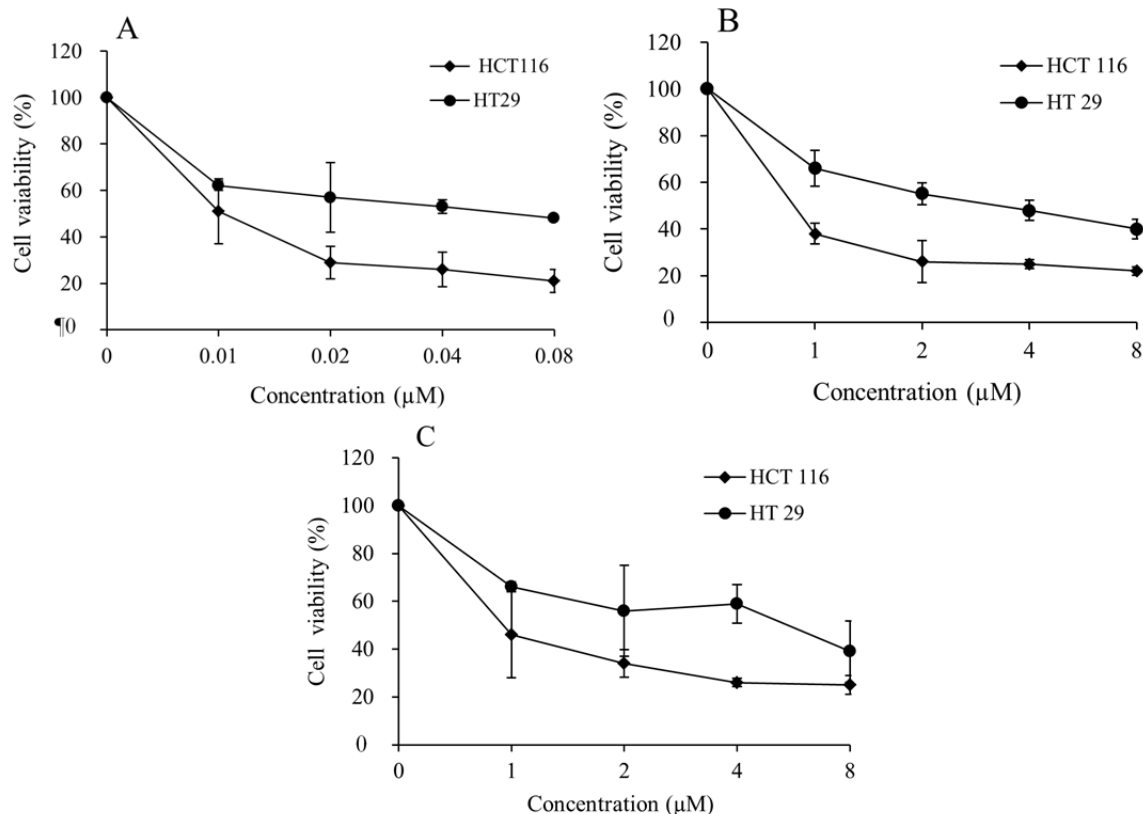 A
HCT116
HT29
120
100
80
60
40
20
¶0
Cell vaiability (%)
0 0.01 0.02 0.04 0.08
Concentration (µM)
B
HCT 116
HT 29
120
100
80
60
40
20
0
Cell viability (%)
0 1 2 4 8
Concentration (µM)
C
HCT 116
HT 29
120
100
80
60
40
20
0
Cell viability (%)
0 1 2 4 8
Concentration (µM)